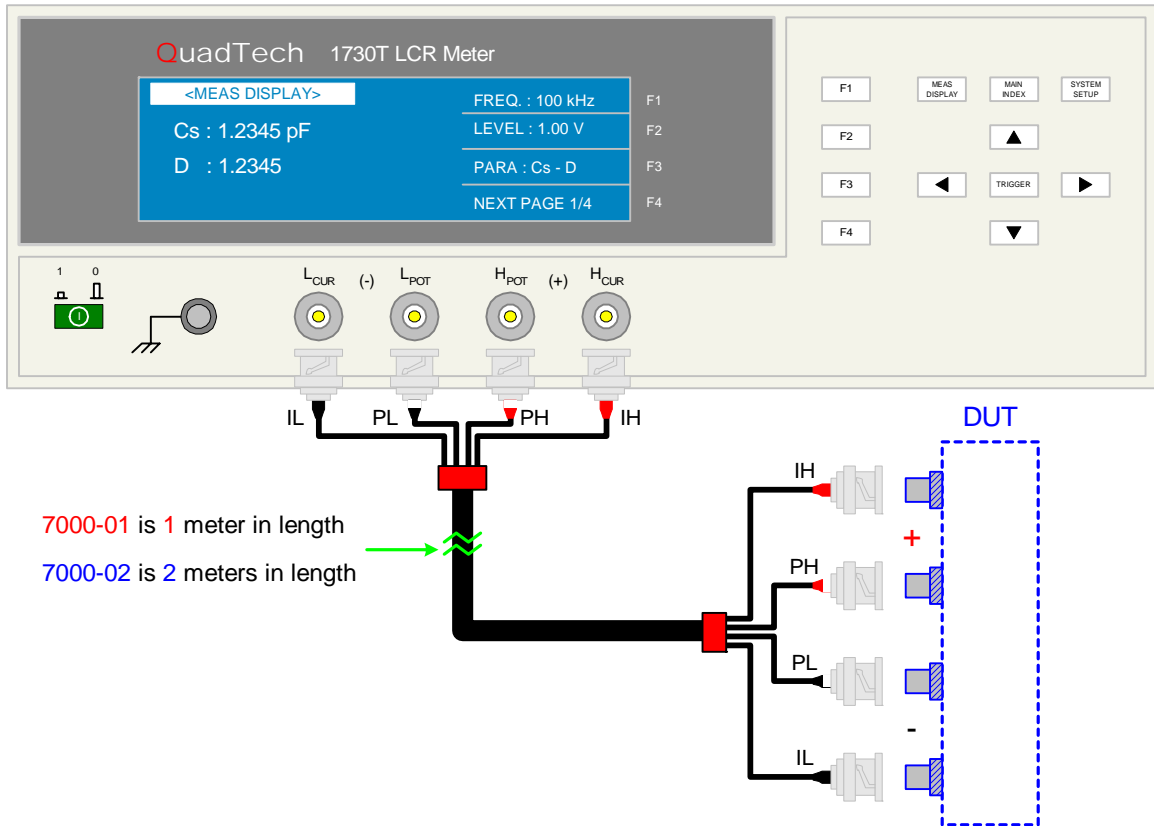 QuadTech 1730T LCR Meter
<MEAS DISPLAY>
Cs : 1.2345 pF
D : 1.2345
FREQ. : 100 kHz
LEVEL : 1.00 V
PARA : Cs - D
NEXT PAGE 1/4
F1
F2
F3
F4
F1
F2
F3
F4
MEAS DISPLAY
MAIN INDEX
SYSTEM SETUP
TRIGGER
1 0
I
LCUR (-) LPOT HPOT (+) HCUR
IL PL PH IH
DUT
7000-01 is 1 meter in length
7000-02 is 2 meters in length
IH
+
PH
PL
-
IL